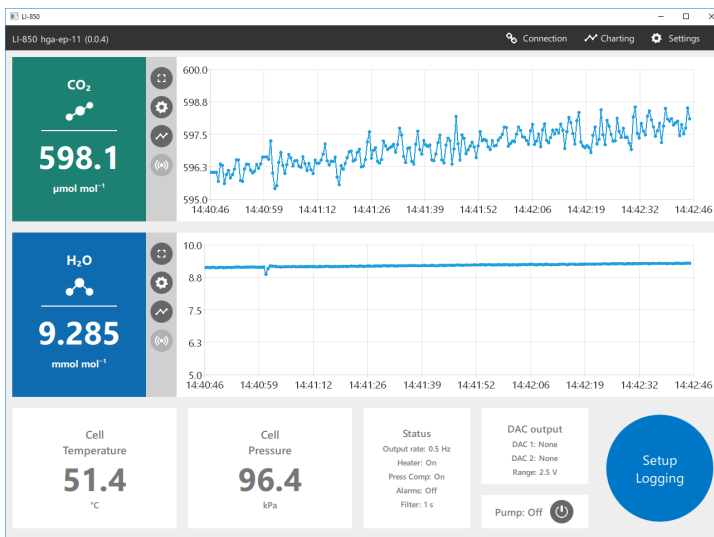 LI-850
LI-850 hga-ep-11 (0.0.4)
Connection
Charting
Settings
CO₂
598.1
µmol mol⁻¹
600.0
598.8
597.5
596.3
595.0
14:40:46 14:40:59 14:41:12 14:41:26 14:41:39 14:41:52 14:42:06 14:42:19 14:42:32 14:42:46
H₂O
9.285
mmol mol⁻¹
10.0
8.8
7.5
6.3
5.0
14:40:46 14:40:59 14:41:12 14:41:26 14:41:39 14:41:52 14:42:06 14:42:19 14:42:32 14:42:46
Cell
Temperature
51.4
°C
Cell
Pressure
96.4
kPa
Status
Output rate: 0.5 Hz
Heater: On
Press Comp: On
Alarms: Off
Filter: 1 s
DAC output
DAC 1: None
DAC 2: None
Range: 2.5 V
Pump: Off
Setup
Logging